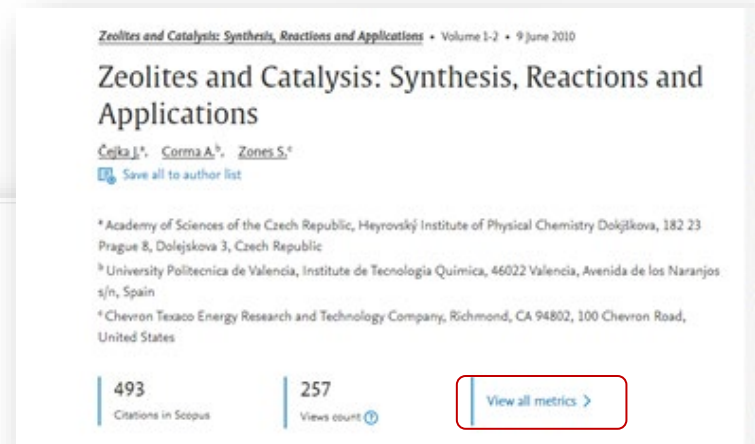 Zeolites and Catalysis: Synthesis, Reactions and Applications • Volume 1-2 • 9 June 2010
Zeolites and Catalysis: Synthesis, Reactions and
Applications
Čejka J.ᵃ, Corma A.ᵇ, Zones S.ᶜ
Save all to author list
ᵃ Academy of Sciences of the Czech Republic, Heyrovský Institute of Physical Chemistry Dokjškova, 182 23
Prague 8, Dolejskova 3, Czech Republic
ᵇ University Politecnica de Valencia, Institute de Tecnologia Quimica, 46022 Valencia, Avenida de los Naranjos
s/n, Spain
ᶜ Chevron Texaco Energy Research and Technology Company, Richmond, CA 94802, 100 Chevron Road,
United States
493
Citations in Scopus
257
Views count
View all metrics >